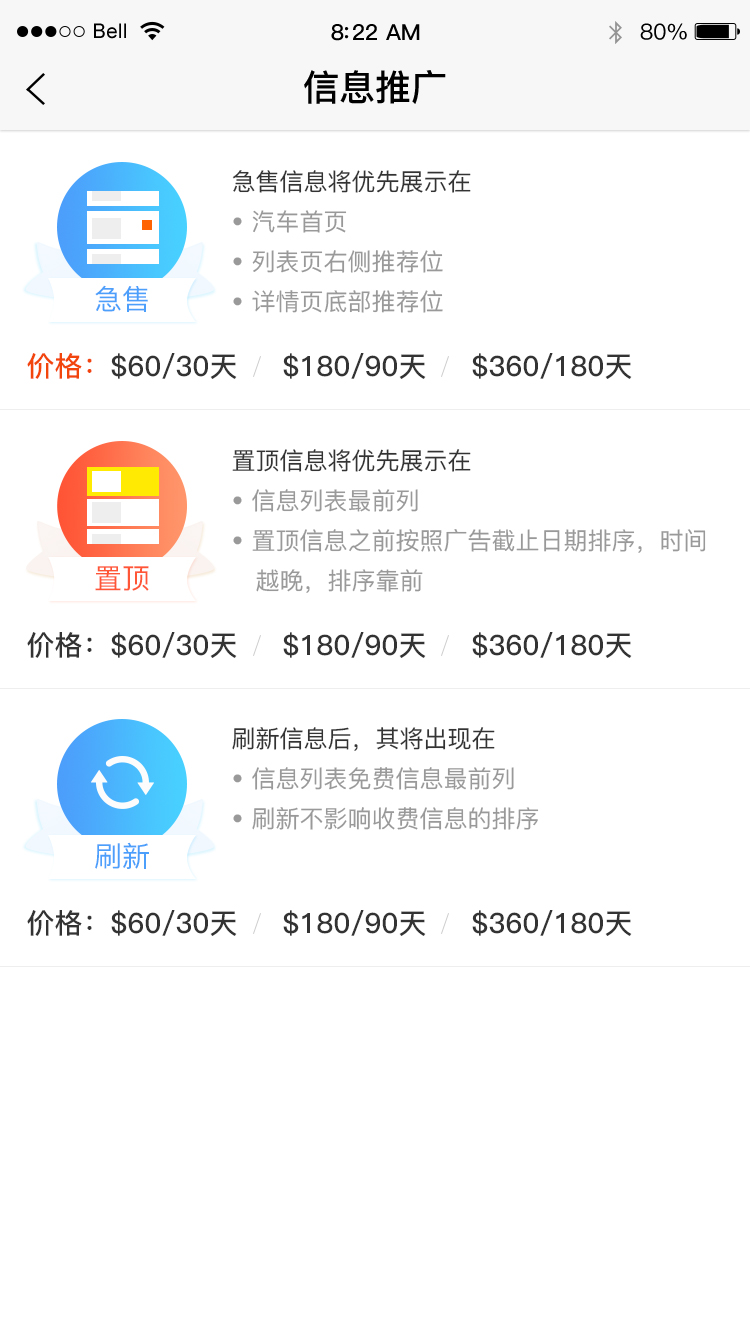 Bell 8:22 AM 80%
信息推广
急售信息将优先展示在
• 汽车首页
• 列表页右侧推荐位
• 详情页底部推荐位
急售
价格：$60/30天 / $180/90天 / $360/180天
置顶信息将优先展示在
• 信息列表最前列
• 置顶信息之前按照广告截止日期排序，时间
越晚，排序靠前
置顶
价格：$60/30天 / $180/90天 / $360/180天
刷新信息后，其将出现在
• 信息列表免费信息最前列
• 刷新不影响收费信息的排序
刷新
价格：$60/30天 / $180/90天 / $360/180天